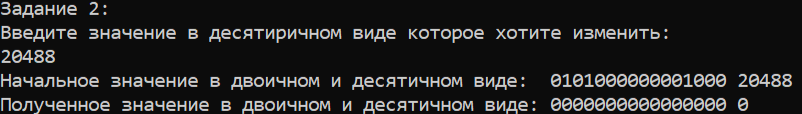 Задание 2:
Введите значение в десятиричном виде которое хотите изменить:
20488
Начальное значение в двоичном и десятичном виде:  0101000000001000 20488
Полученное значение в двоичном и десятичном виде: 0000000000000000 0